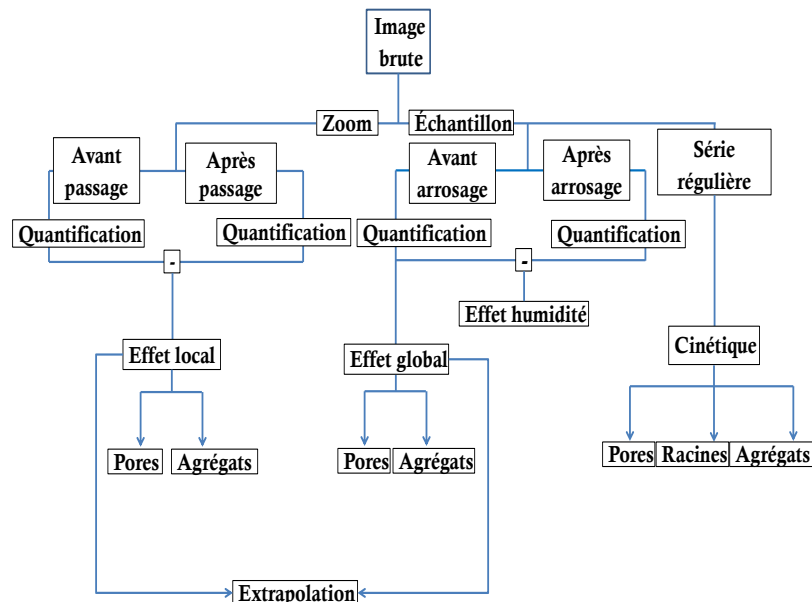 Image
brute
Zoom
Échantillon
Avant
passage
Après
passage
Avant
arrosage
Après
arrosage
Série
régulière
Quantification
Quantification
Quantification
Quantification
-
-
Effet humidité
Effet local
Effet global
Cinétique
Pores
Agrégats
Pores
Agrégats
Pores
Racines
Agrégats
Extrapolation